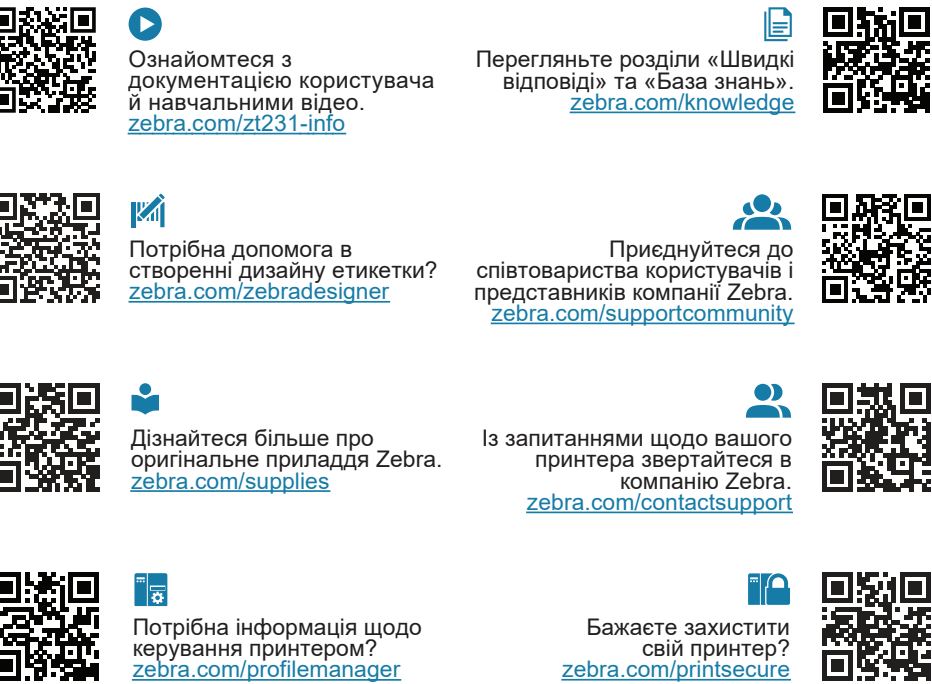 Ознайомтеся з
документацією користувача
й навчальними відео.
zebra.com/zt231-info
Перегляньте розділи «Швидкі
відповіді» та «База знань».
zebra.com/knowledge
Потрібна допомога в
створенні дизайну етикетки?
zebra.com/zebradesigner
Приєднуйтеся до
співтовариства користувачів і
представників компанії Zebra.
zebra.com/supportcommunity
Дізнайтеся більше про
оригінальне приладдя Zebra.
zebra.com/supplies
Із запитаннями щодо вашого
принтера звертайтеся в
компанію Zebra.
zebra.com/contactsupport
Потрібна інформація щодо
керування принтером?
zebra.com/profilemanager
Бажаєте захистити
свій принтер?
zebra.com/printsecure